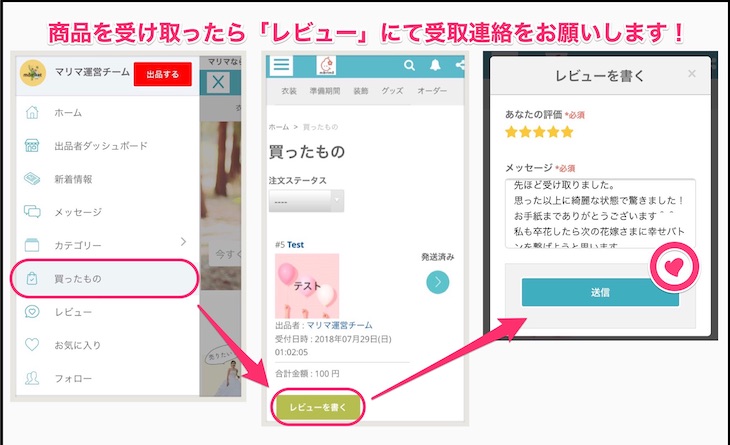 商品を受け取ったら「レビュー」にて受取連絡をお願いします！
マリマ運営チーム
出品する
ホーム
出品者ダッシュボード
新着情報
メッセージ
カテゴリー
買ったもの
レビュー
お気に入り
フォロー
マリマなら
今すぐ
売りたい
衣装 準備期間 装飾 グッズ オーダー
ホーム > 買ったもの
買ったもの
注文ステータス
----
#5 Test
発送済み
テスト
出品者 : マリマ運営チーム
受付日時 : 2018年07月29日(日)
01:02:05
合計金額 : 100 円
レビューを書く
レビューを書く ×
あなたの評価 *必須
メッセージ *必須
先ほど受け取りました。
思った以上に綺麗な状態で驚きました！
お手紙までありがとうございます＾＾
私も卒花したら次の花嫁さまに幸せバト
ンを繋げようと思います
送信